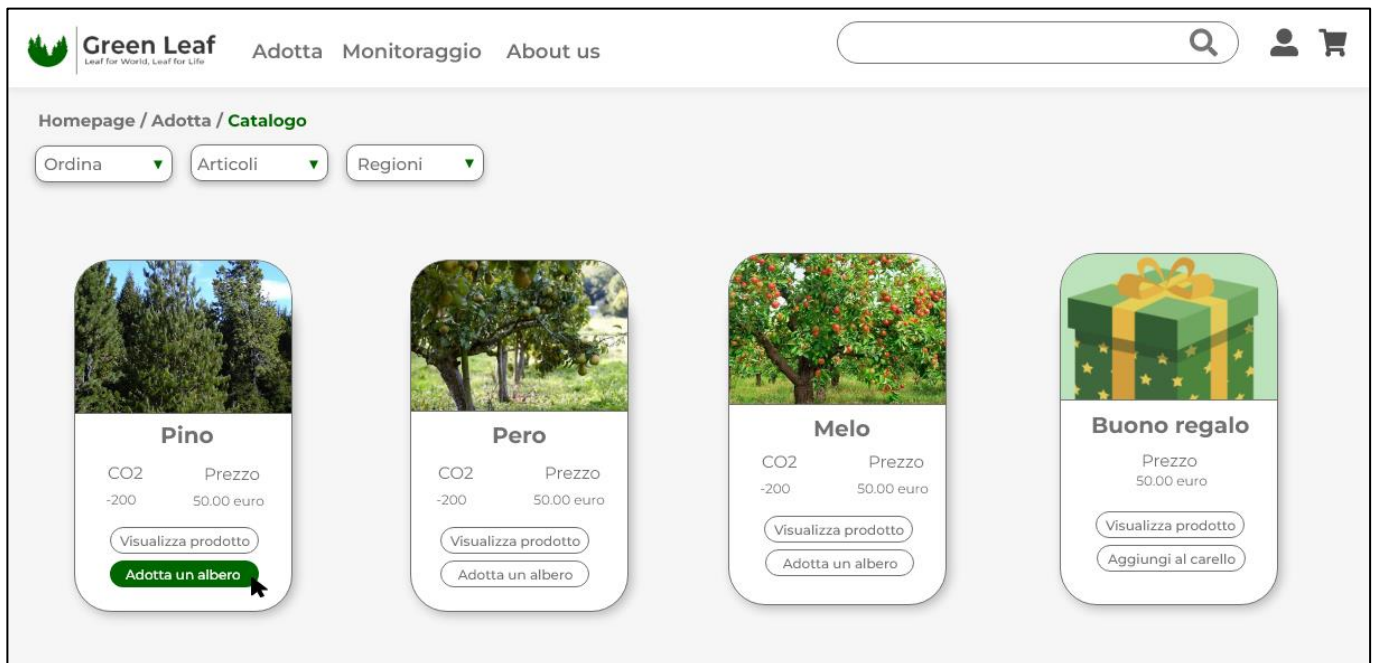 Green Leaf
Leaf for World, Leaf for Life
Adotta Monitoraggio About us
Homepage / Adotta / Catalogo
Ordina ▼ Articoli ▼ Regioni ▼
Pino
CO2 Prezzo
-200 50.00 euro
Visualizza prodotto
Adotta un albero
Pero
CO2 Prezzo
-200 50.00 euro
Visualizza prodotto
Adotta un albero
Melo
CO2 Prezzo
-200 50.00 euro
Visualizza prodotto
Adotta un albero
Buono regalo
Prezzo
50.00 euro
Visualizza prodotto
Aggiungi al carello